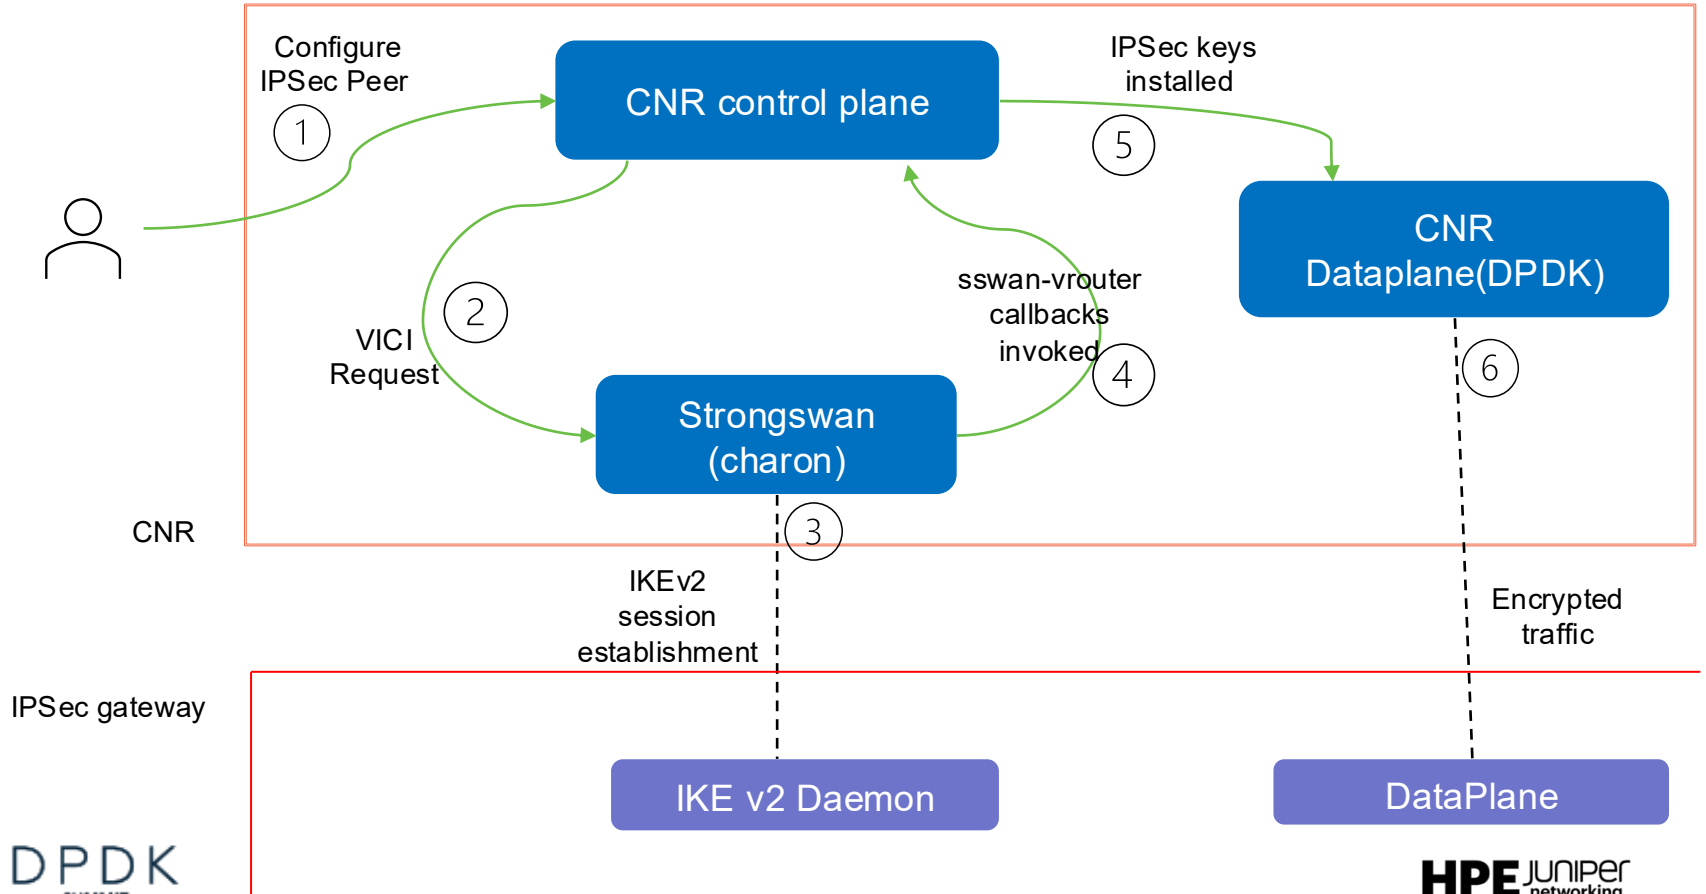 Configure
IPSec Peer
1
CNR control plane
IPSec keys
installed
5
CNR
Dataplane(DPDK)
2
VICI
Request
sswan-vrouter
callbacks
invoked
4
6
Strongswan
(charon)
3
CNR
IKEv2
session
establishment
Encrypted
traffic
IPSec gateway
IKE v2 Daemon
DataPlane
DPDK
SUMMIT
HPE JUNIPer
networking